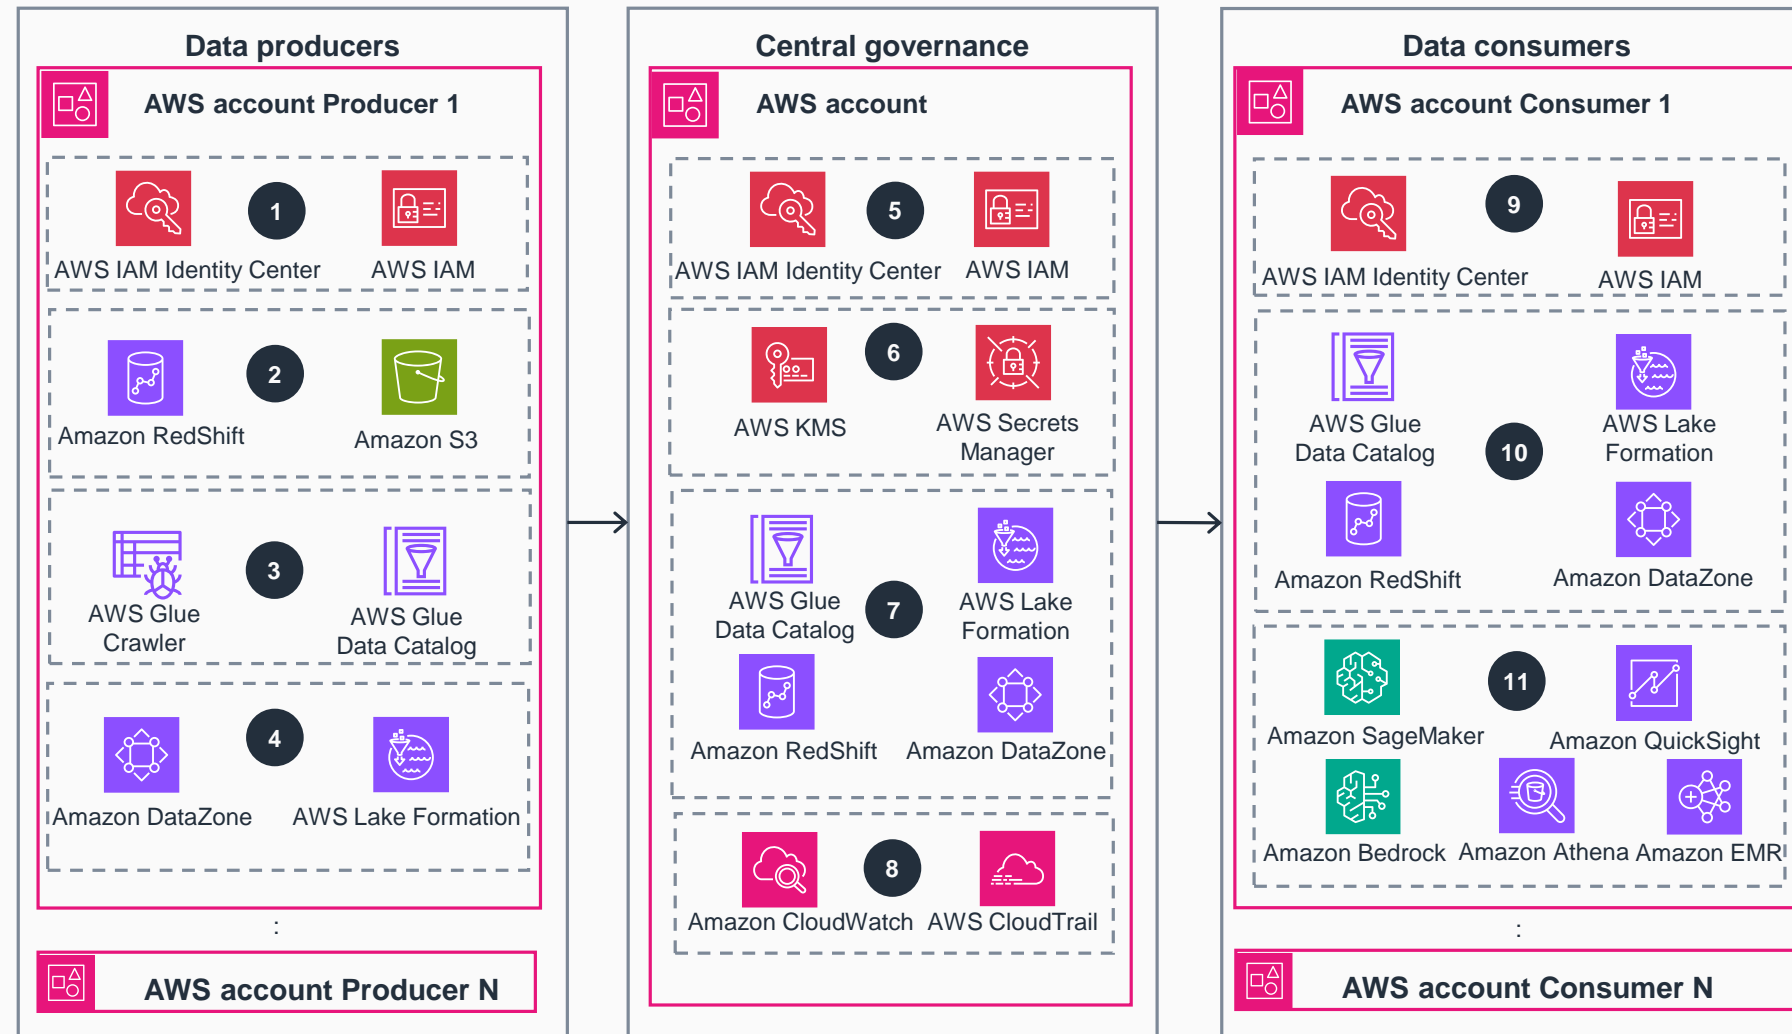 Data producers
AWS account Producer 1
1
AWS IAM Identity Center
AWS IAM
2
Amazon RedShift
Amazon S3
3
AWS Glue
Crawler
AWS Glue
Data Catalog
4
Amazon DataZone
AWS Lake Formation
:
AWS account Producer N
Central governance
AWS account
5
AWS IAM Identity Center
AWS IAM
6
AWS KMS
AWS Secrets
Manager
7
AWS Glue
Data Catalog
AWS Lake
Formation
Amazon RedShift
Amazon DataZone
8
Amazon CloudWatch
AWS CloudTrail
Data consumers
AWS account Consumer 1
9
AWS IAM Identity Center
AWS IAM
10
AWS Glue
Data Catalog
AWS Lake
Formation
Amazon RedShift
Amazon DataZone
11
Amazon SageMaker
Amazon QuickSight
Amazon Bedrock
Amazon Athena
Amazon EMR
:
AWS account Consumer N